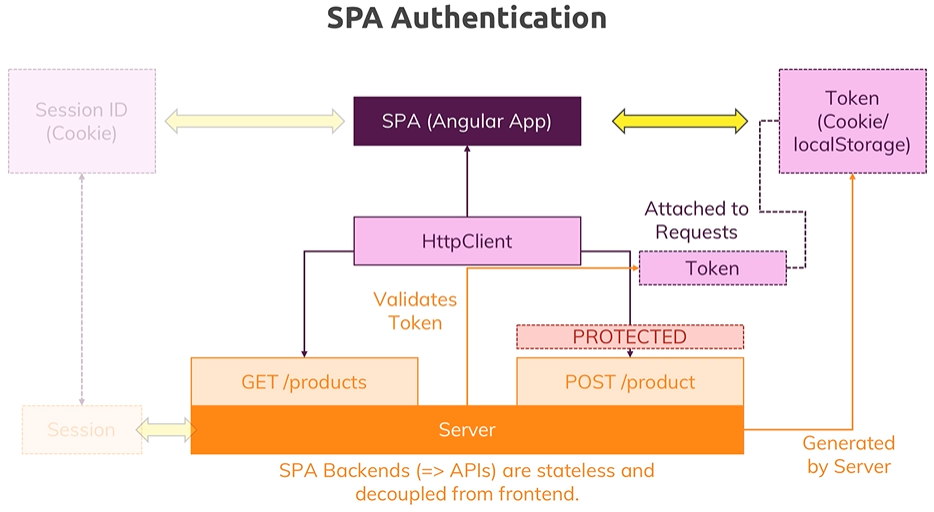 SPA Authentication
Session ID
(Cookie)
SPA (Angular App)
Token
(Cookie/
localStorage)
Attached to
Requests
HttpClient
Token
Validates
Token
PROTECTED
GET /products
POST /product
Session
Server
Generated
by Server
SPA Backends (=> APIs) are stateless and
decoupled from frontend.